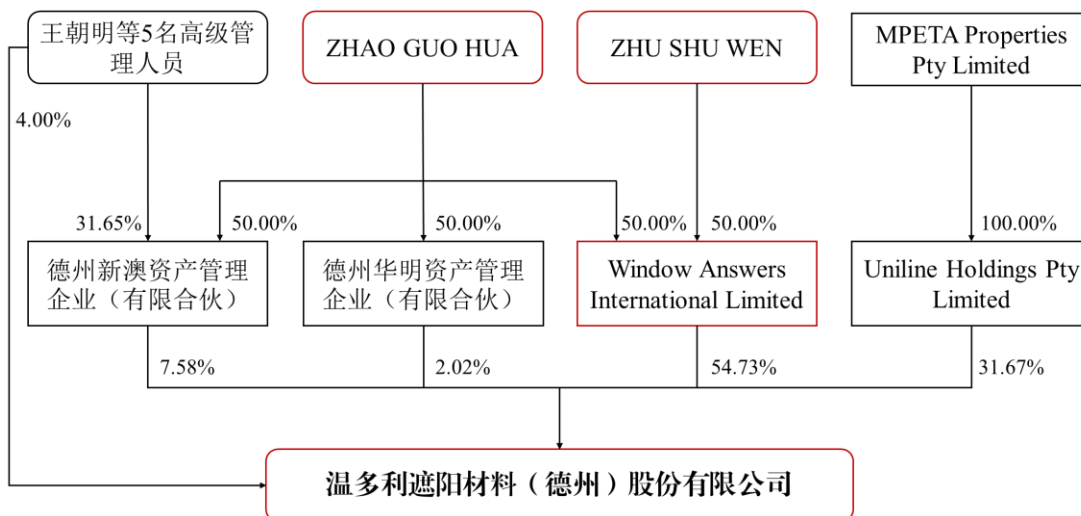 王朝明等5名高级管
理人员
ZHAO GUO HUA
ZHU SHU WEN
MPETA Properties
Pty Limited
4.00%
31.65%
50.00%
50.00%
50.00%
50.00%
100.00%
德州新澳资产管理
企业（有限合伙）
德州华明资产管理
企业（有限合伙）
Window Answers
International Limited
Uniline Holdings Pty
Limited
7.58%
2.02%
54.73%
31.67%
温多利遮阳材料（德州）股份有限公司